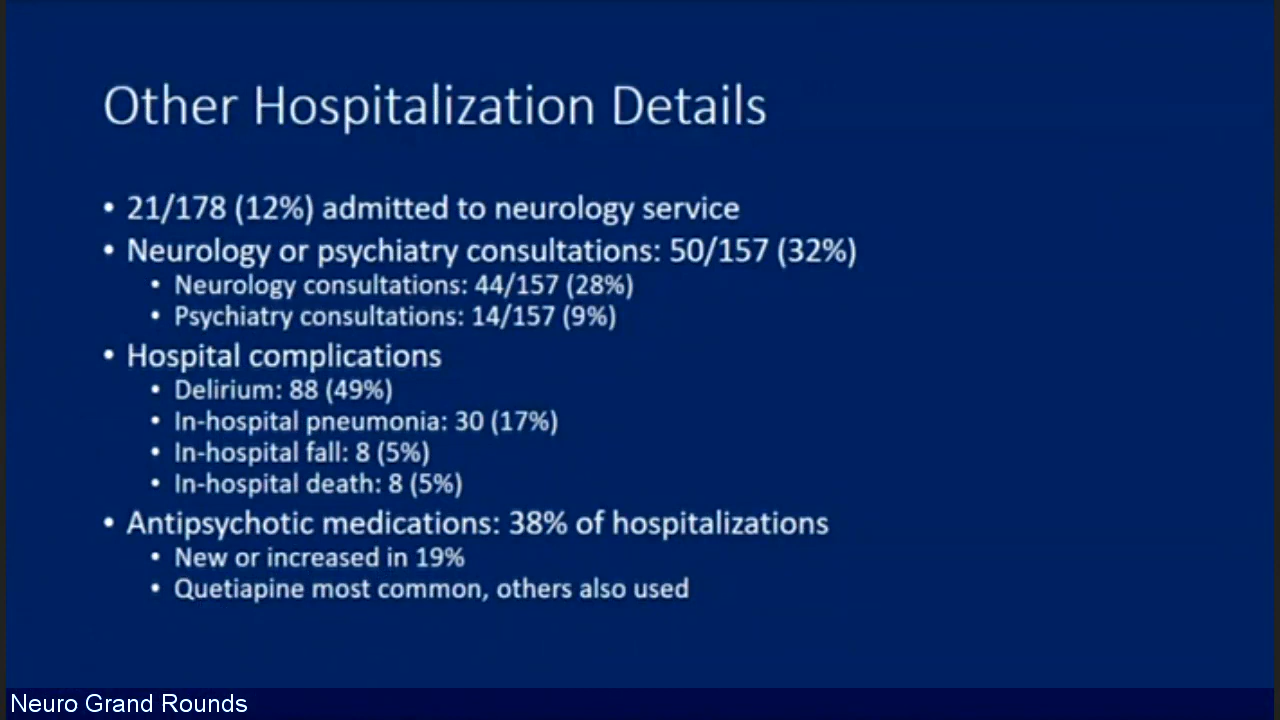 Other Hospitalization Details
• 21/178 (12%) admitted to neurology service
• Neurology or psychiatry consultations: 50/157 (32%)
• Neurology consultations: 44/157 (28%)
• Psychiatry consultations: 14/157 (9%)
• Hospital complications
• Delirium: 88 (49%)
• In-hospital pneumonia: 30 (17%)
• In-hospital fall: 8 (5%)
• In-hospital death: 8 (5%)
• Antipsychotic medications: 38% of hospitalizations
• New or increased in 19%
• Quetiapine most common, others also used
Neuro Grand Rounds